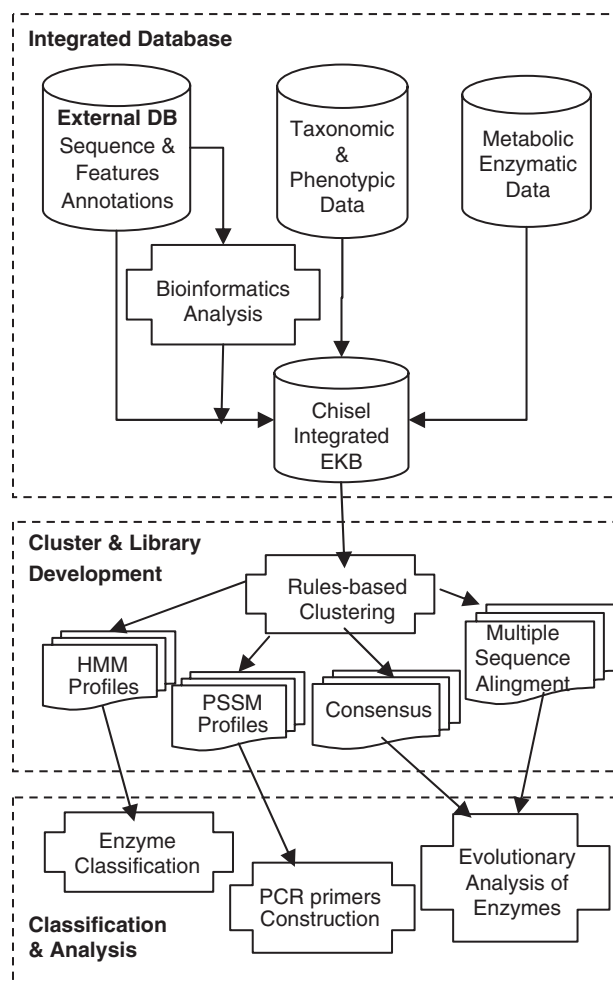 Integrated Database
External DB
Sequence &
Features
Annotations
Taxonomic
&
Phenotypic
Data
Metabolic
Enzymatic
Data
Bioinformatics
Analysis
Chisel
Integrated
EKB
Cluster & Library
Development
Rules-based
Clustering
HMM
Profiles
PSSM
Profiles
Consensus
Multiple
Sequence
Alingment
Enzyme
Classification
PCR primers
Construction
Evolutionary
Analysis of
Enzymes
Classification
& Analysis